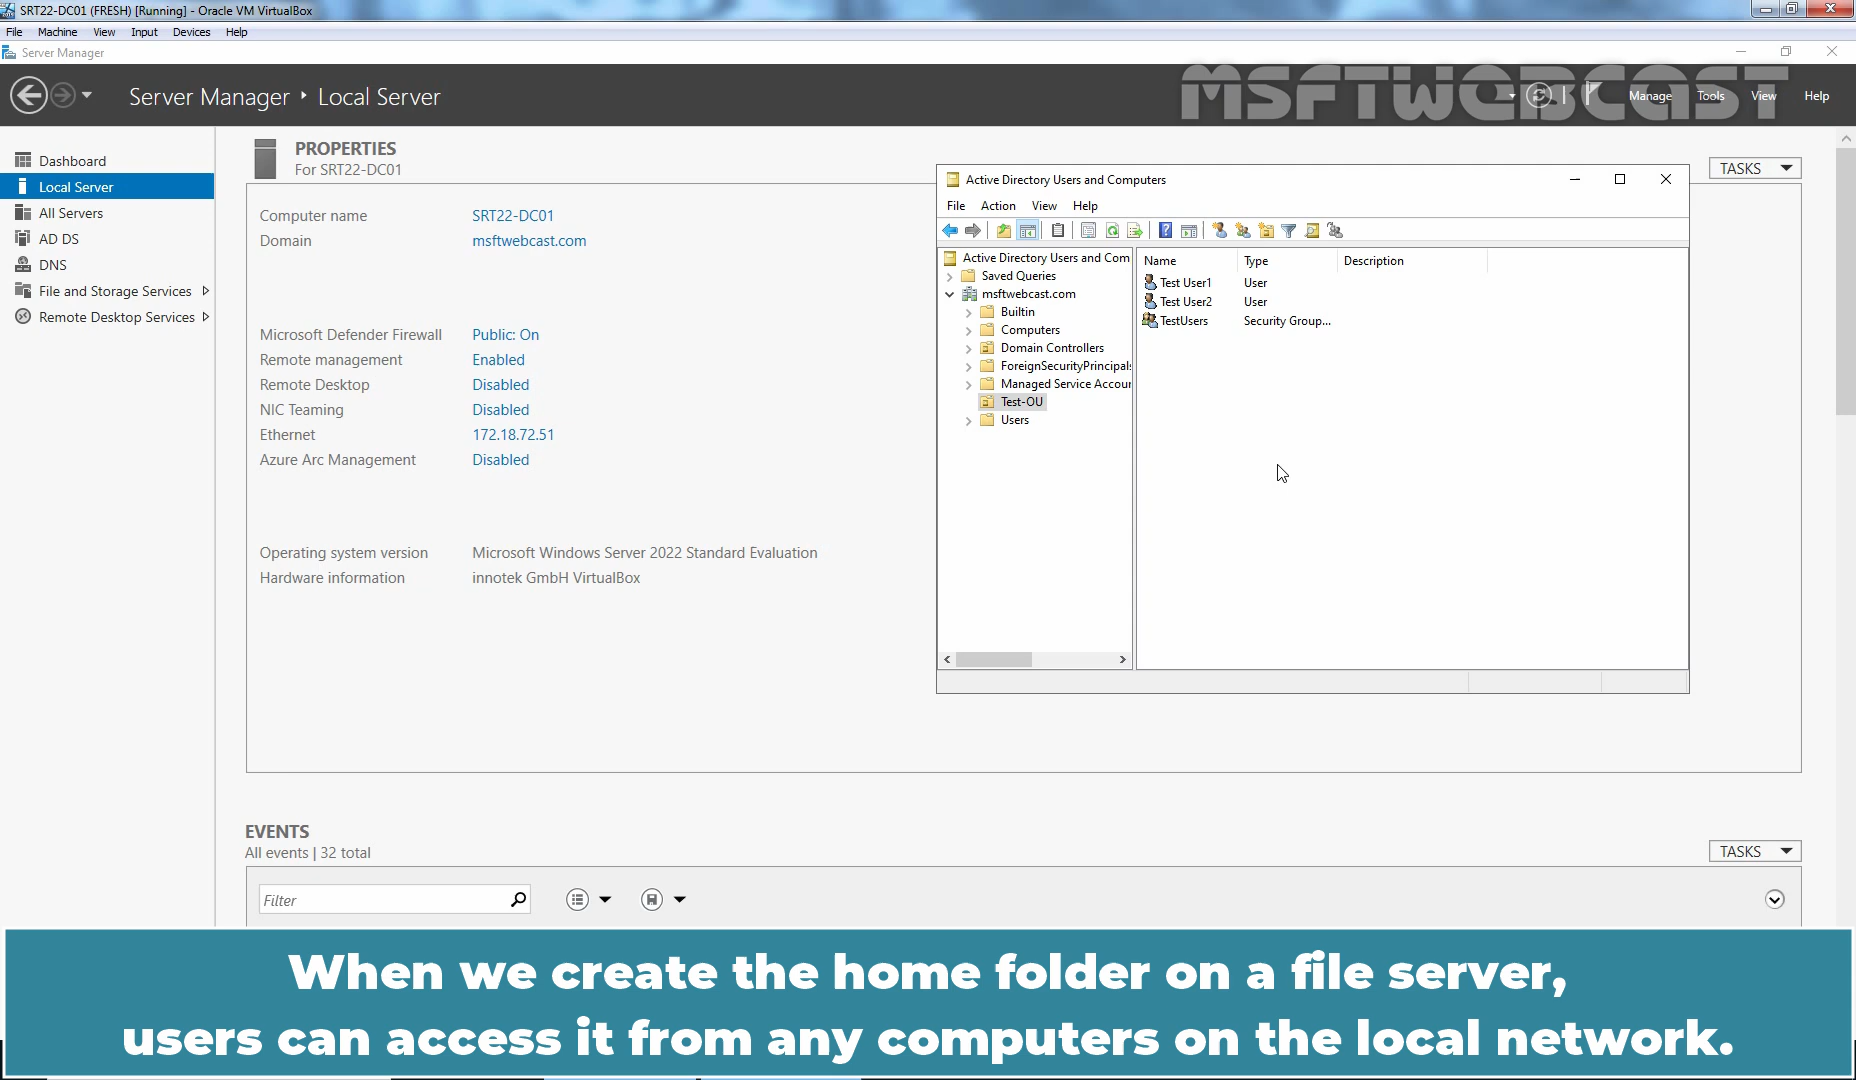 SRT22-DC01 (FRESH) [Running] - Oracle VM VirtualBox
File Machine View Input Devices Help
Server Manager
Server Manager ‣ Local Server
MSFTWEBCAST
Manage Tools View Help
Dashboard
Local Server
All Servers
AD DS
DNS
File and Storage Services
Remote Desktop Services
PROPERTIES
For SRT22-DC01
TASKS
Computer name SRT22-DC01
Domain msftwebcast.com
Microsoft Defender Firewall Public: On
Remote management Enabled
Remote Desktop Disabled
NIC Teaming Disabled
Ethernet 172.18.72.51
Azure Arc Management Disabled
Operating system version Microsoft Windows Server 2022 Standard Evaluation
Hardware information innotek GmbH VirtualBox
Active Directory Users and Computers
File Action View Help
Active Directory Users and Com
Saved Queries
msftwebcast.com
Builtin
Computers
Domain Controllers
ForeignSecurityPrincipals
Managed Service Accour
Test-OU
Users
Name Type Description
Test User1 User
Test User2 User
TestUsers Security Group...
EVENTS
All events | 32 total
TASKS
Filter
When we create the home folder on a file server,
users can access it from any computers on the local network.